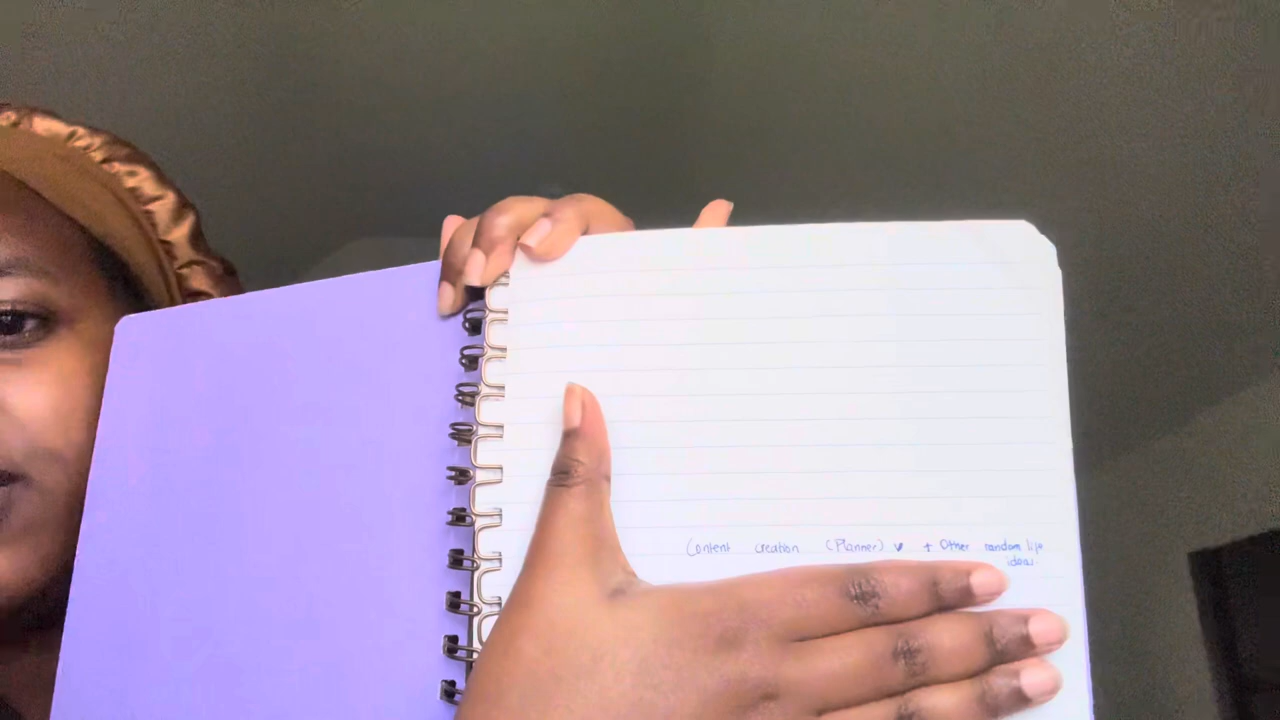 Content creation (Planner) ♥ + Other random life
ideas.